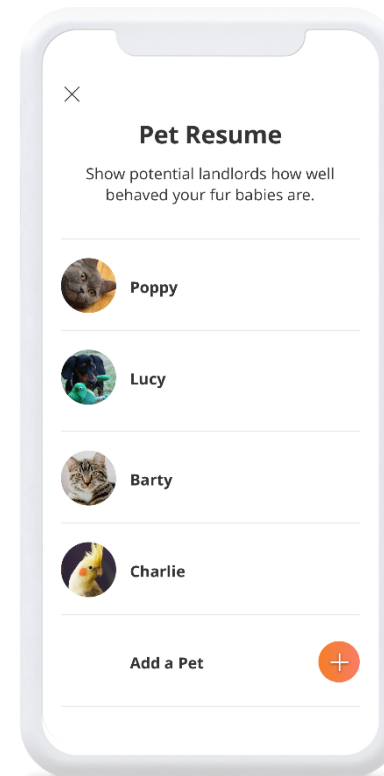 Pet Resume
Show potential landlords how well
behaved your fur babies are.
Poppy
Lucy
Barty
Charlie
Add a Pet